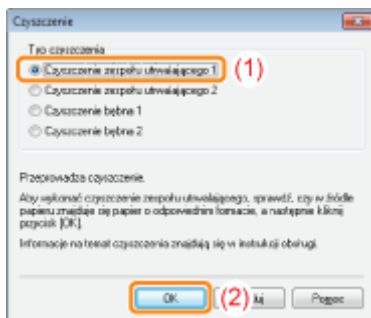 Czyszczenie
Typ czyszczenia
Czyszczenie zespołu utrwalającego 1
(1)
Czyszczenie zespołu utrwalającego 2
Czyszczenie bębna 1
Czyszczenie bębna 2
Przeprowadza czyszczenie.
Aby wykonać czyszczenie zespołu utrwalającego, sprawdź, czy w źródle
papieru znajduje się papier o odpowiednim formacie, a następnie kliknij
przycisk [OK].
Informacje na temat czyszczenia znajdują się w instrukcji obsługi.
OK
(2)
uj
Pomoc